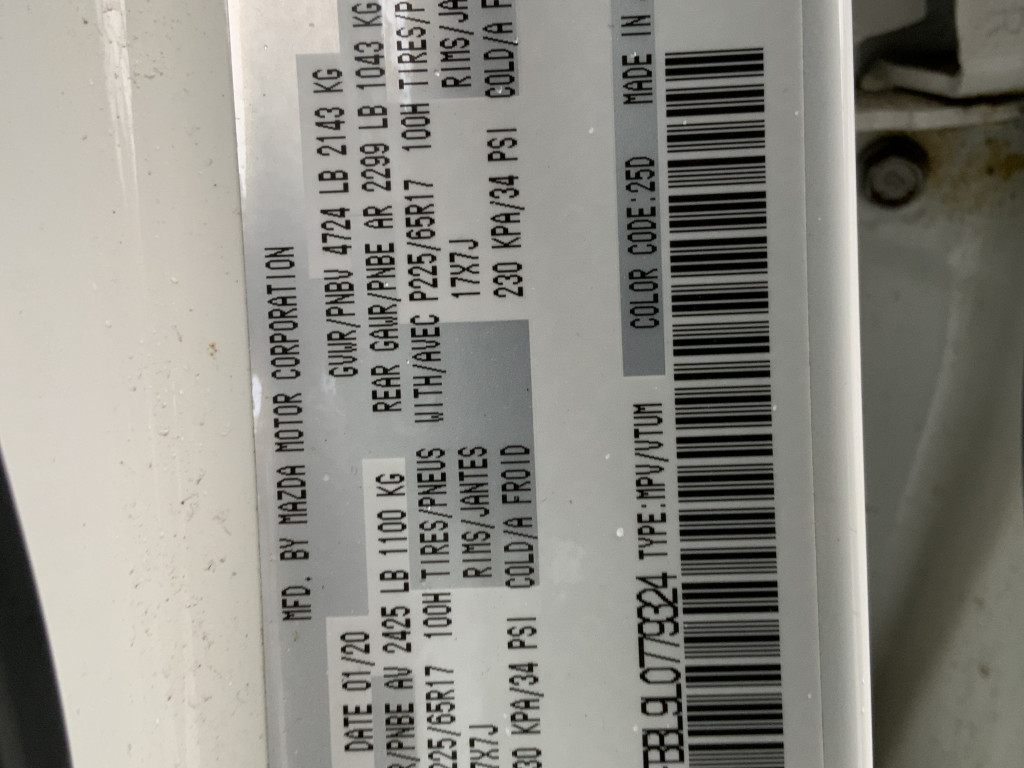 MFD. BY MAZDA MOTOR CORPORATION
DATE 01/20 GVWR/PNBV 4724 LB 2143 KG
/PNBE AV 2425 LB 1100 KG REAR GAWR/PNBE AR 2299 LB 1043 KG
225/65R17 100H TIRES/PNEUS WITH/AVEC P225/65R17 100H TIRES/P
7X7J RIMS/JANTES 17X7J RIMS/JA
30 KPA/34 PSI COLD/A FROID 230 KPA/34 PSI COLD/A F
BBL9L0779324 TYPE:MPV/VTUM COLOR CODE:25D MADE IN